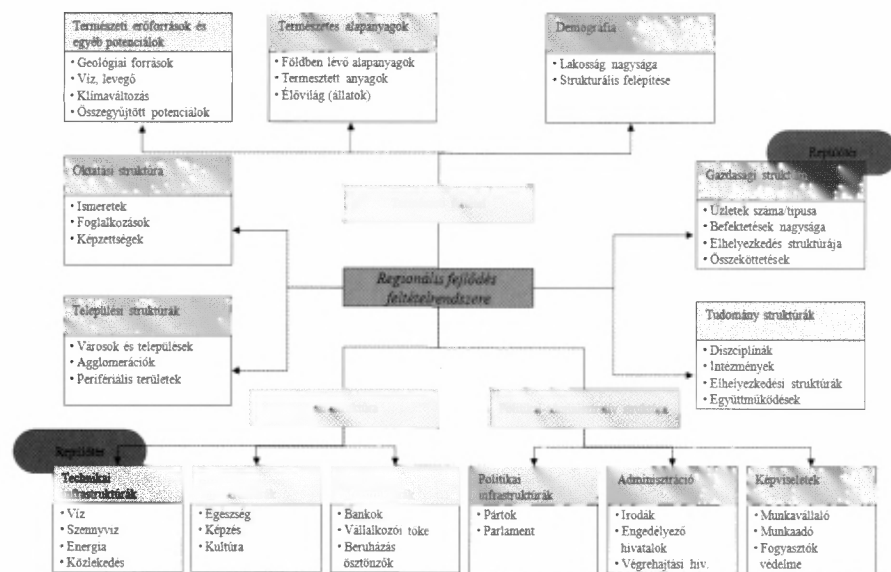 Természeti erőforrások és
egyéb potenciálok
• Geológiai források
• Víz, levegő
• Klímaváltozás
• Összegyűjtött potenciálok
Természetes alapanyagok
• Földben lévő alapanyagok
• Termesztett anyagok
• Élővilág (állatok)
Demográfia
• Lakosság nagysága
• Strukturális felépítése
Oktatási struktúra
• Ismeretek
• Foglalkozások
• Képzettségek
Repülőtér
Gazdasági
• Üzletek száma/típusa
• Befektetések nagysága
• Elhelyezkedés struktúrája
• Összeköttetések
Regionális fejlődés
feltételrendszere
Települési struktúrák
• Városok és települések
• Agglomerációk
• Perifériális területek
Tudomány struktúrák
• Diszciplínák
• Intézmények
• Elhelyezkedési struktúrák
• Együttműködések
Repülőtér
Technikai
infrastruktúrák
• Víz
• Szennyvíz
• Energia
• Közlekedés
• Egészség
• Képzés
• Kultúra
• Bankok
• Vállalkozói tőke
• Beruházás
ösztönzők
Politikai
infrastruktúrák
• Pártok
• Parlament
Adminisztráció
• Irodák
• Engedélyező
hivatalok
• Végrehajtási hiv.
Képviseletek
• Munkavállaló
• Munkaadó
• Fogyasztók
védelme